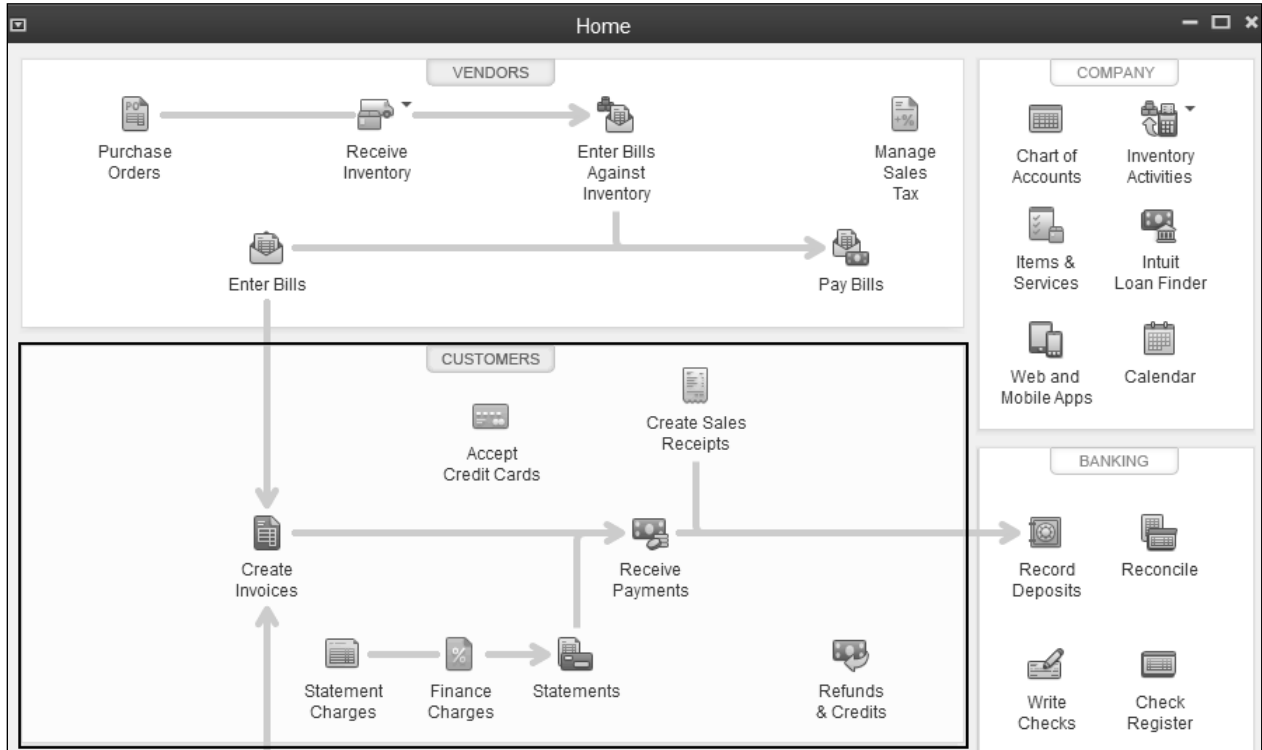 Home
VENDORS
PO
Purchase
Orders
Receive
Inventory
Enter Bills
Against
Inventory
+%
Manage
Sales
Tax
Enter Bills
Pay Bills
CUSTOMERS
Accept
Credit Cards
Create Sales
Receipts
Create
Invoices
Receive
Payments
Statement
Charges
%
Finance
Charges
Statements
Refunds
& Credits
COMPANY
Chart of
Accounts
Inventory
Activities
Items &
Services
Intuit
Loan Finder
Web and
Mobile Apps
Calendar
BANKING
Record
Deposits
Reconcile
Write
Checks
Check
Register